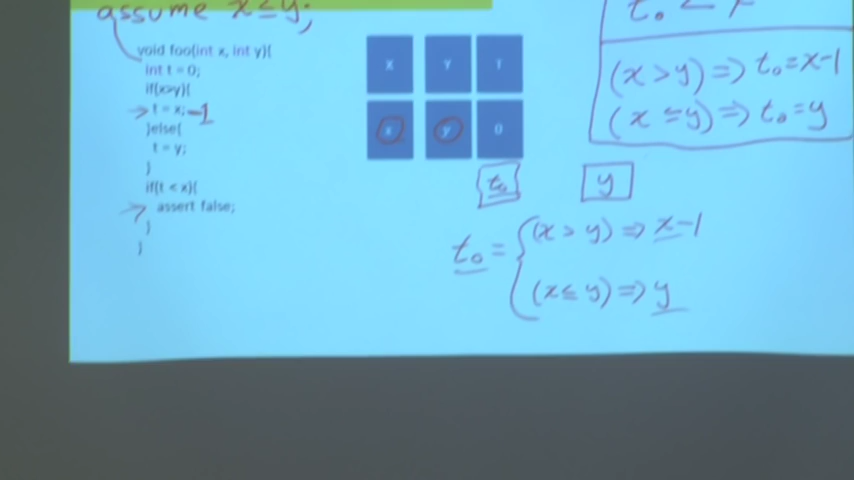 assume x≤y;
void foo(int x, int y){
int t = 0;
if(x>y){
t = x; -1
}else{
t = y;
}
if(t < x){
assert false;
}
}
X Y T
x y 0
t₀
y
(x > y) => t₀ = x-1
(x ≤ y) => t₀ = y
t₀ = { (x > y) => x-1
(x ≤ y) => y